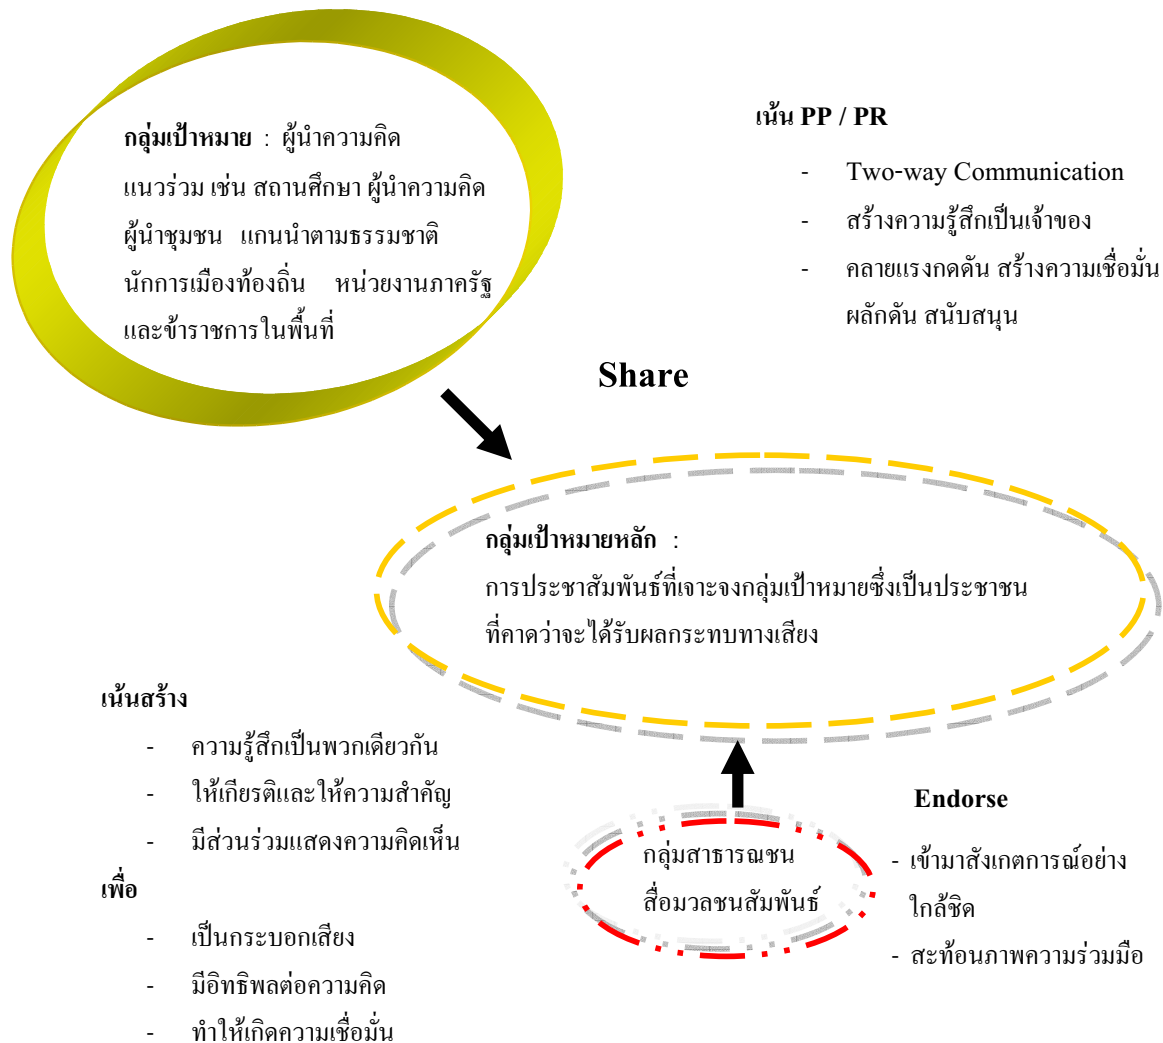 กลุ่มเป้าหมาย : ผู้นำความคิด
แนวร่วม เช่น สถานศึกษา ผู้นำความคิด
ผู้นำชุมชน แกนนำตามธรรมชาติ
นักการเมืองท้องถิ่น หน่วยงานภาครัฐ
และข้าราชการในพื้นที่
เน้น PP / PR
- Two-way Communication
- สร้างความรู้สึกเป็นเจ้าของ
- คลายแรงกดดัน สร้างความเชื่อมั่น
ผลักดัน สนับสนุน
Share
กลุ่มเป้าหมายหลัก :
การประชาสัมพันธ์ที่เจาะจงกลุ่มเป้าหมายซึ่งเป็นประชาชน
ที่คาดว่าจะได้รับผลกระทบทางเสียง
เน้นสร้าง
- ความรู้สึกเป็นพวกเดียวกัน
- ให้เกียรติและให้ความสำคัญ
- มีส่วนร่วมแสดงความคิดเห็น
เพื่อ
- เป็นกระบอกเสียง
- มีอิทธิพลต่อความคิด
- ทำให้เกิดความเชื่อมั่น
กลุ่มสาธารณชน
สื่อมวลชนสัมพันธ์
Endorse
- เข้ามาสังเกตการณ์อย่าง
ใกล้ชิด
- สะท้อนภาพความร่วมมือ